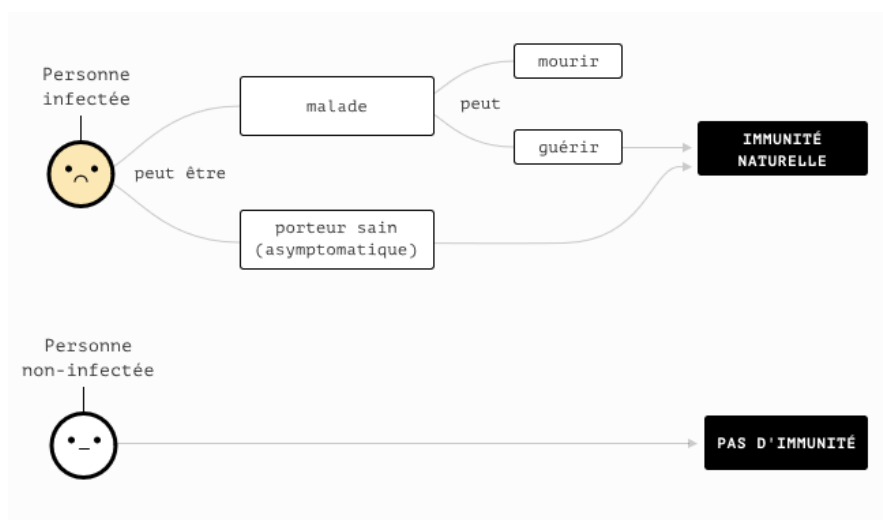 Personne
infectée
peut être
malade
peut
mourir
guérir
porteur sain
(asymptomatique)
IMMUNITÉ
NATURELLE
Personne
non-infectée
PAS D'IMMUNITÉ